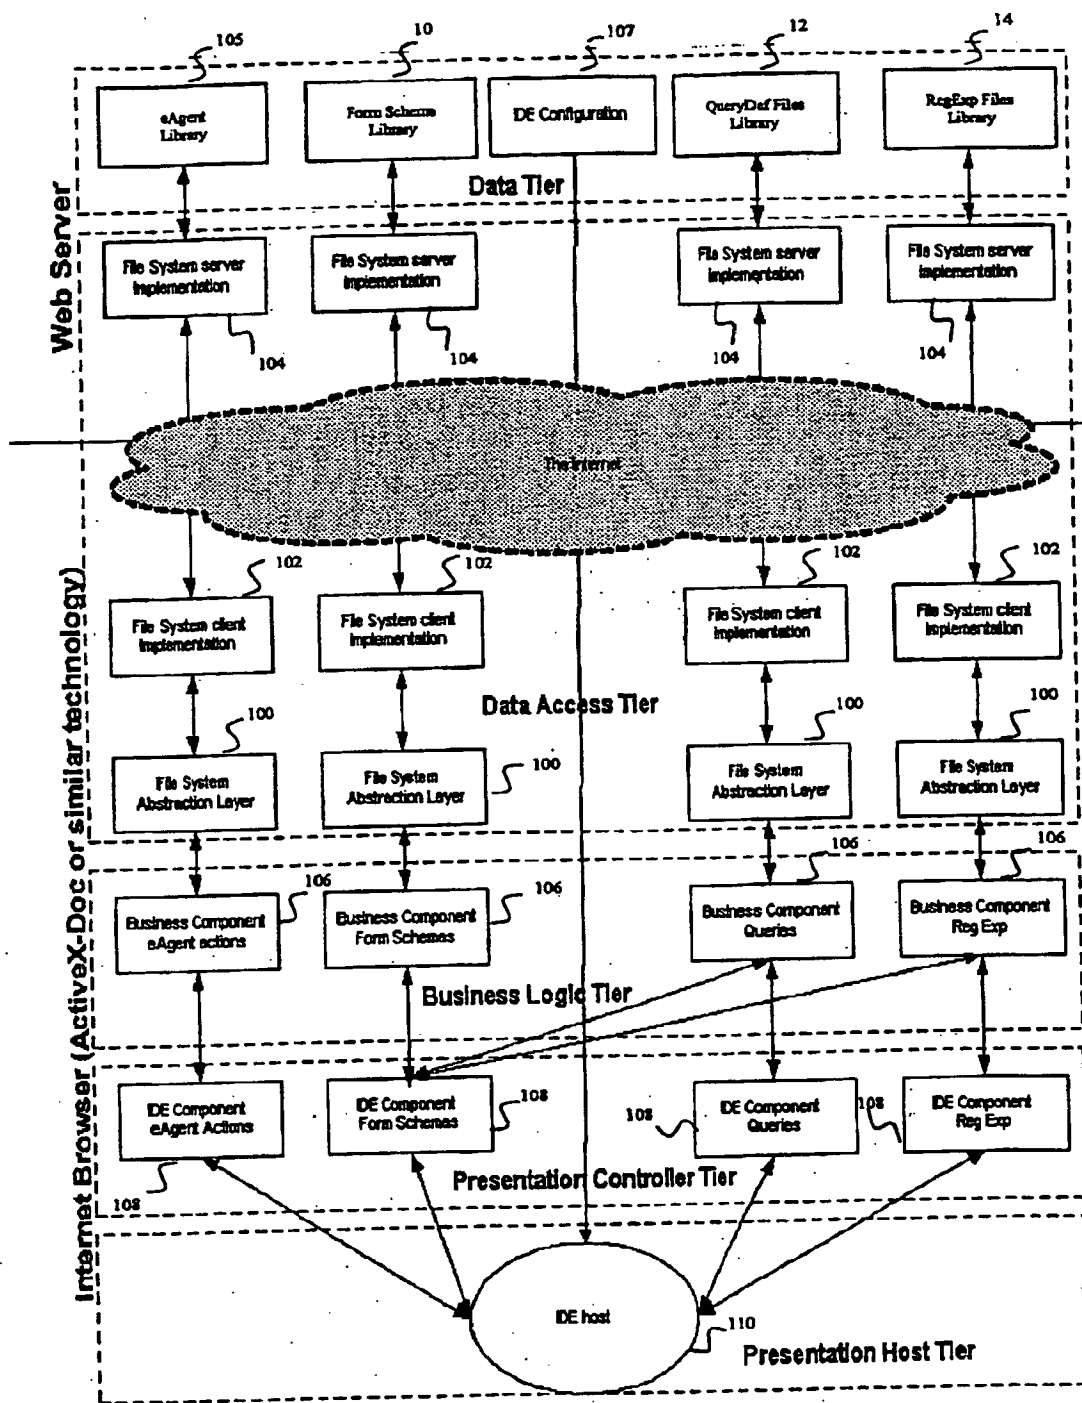 105
10
107
12
14
eAgent
Library
Form Schema
Library
IDE Configuration
QueryDef Files
Library
RegExp Files
Library
Data Tier
Web Server
File System server
Implementation
File System server
Implementation
File System server
Implementation
File System server
Implementation
104
104
104
104
The Internet
102
102
102
102
File System client
Implementation
File System client
Implementation
File System client
Implementation
File System client
Implementation
Data Access Tier
100
100
100
100
File System
Abstraction Layer
File System
Abstraction Layer
File System
Abstraction Layer
File System
Abstraction Layer
Internet Browser (ActiveX-Doc or similar technology)
106
106
106
106
Business Component
eAgent actions
Business Component
Form Schemas
Business Component
Queries
Business Component
Reg Exp
Business Logic Tier
IDE Component
eAgent Actions
IDE Component
Form Schemas
IDE Component
Queries
IDE Component
Reg Exp
108
108
108
108
Presentation Controller Tier
IDE host
110
Presentation Host Tier